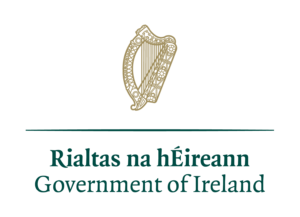 Rialtas na hÉireann
Government of Ireland